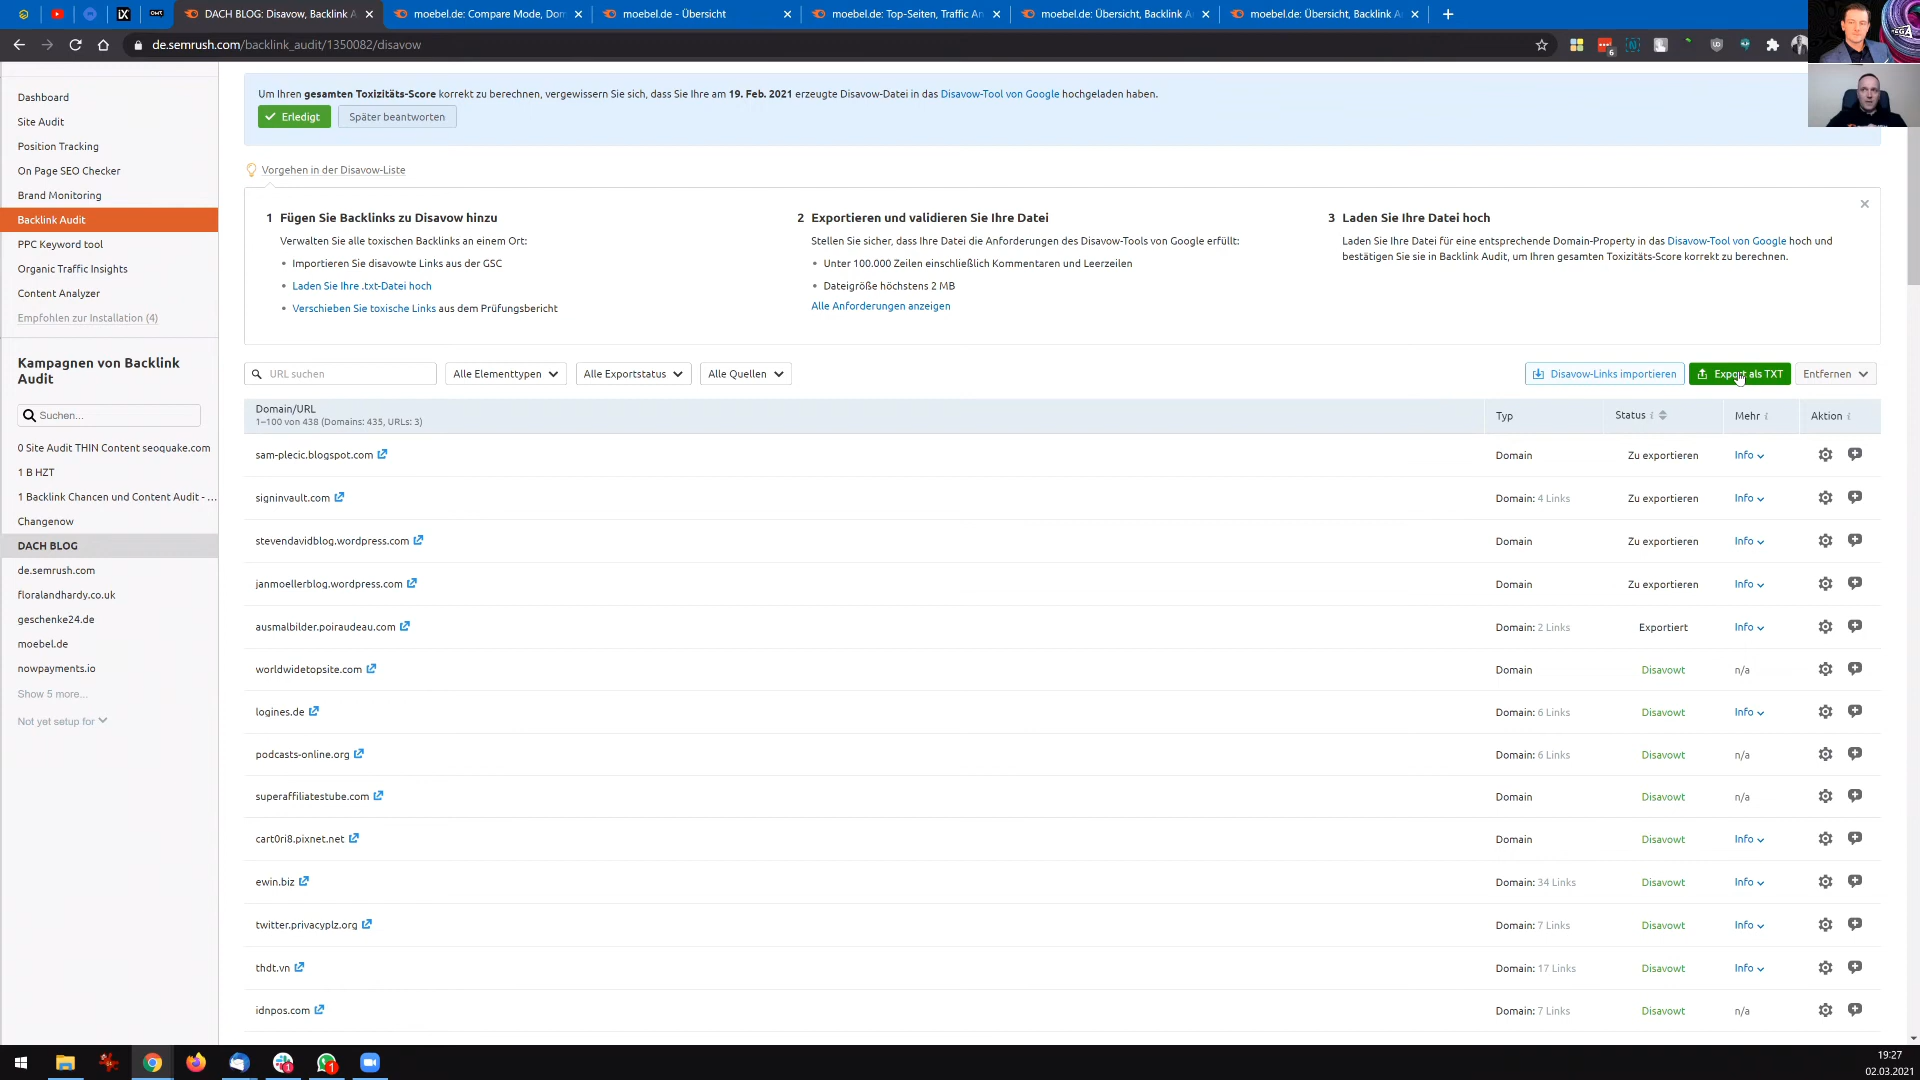 DACH BLOG: Disavow, Backlink A
moebel.de: Compare Mode, Dom
moebel.de - Übersicht
moebel.de: Top-Seiten, Traffic An
moebel.de: Übersicht, Backlink A
moebel.de: Übersicht, Backlink A
de.semrush.com/backlink_audit/1350082/disavow
Dashboard
Site Audit
Position Tracking
On Page SEO Checker
Brand Monitoring
Backlink Audit
PPC Keyword tool
Organic Traffic Insights
Content Analyzer
Empfohlen zur Installation (4)
Kampagnen von Backlink
Audit
Suchen...
0 Site Audit THIN Content seoquake.com
1 B HZT
1 Backlink Chancen und Content Audit - ...
Changenow
DACH BLOG
de.semrush.com
floralandhardy.co.uk
geschenke24.de
moebel.de
nowpayments.io
Show 5 more...
Not yet setup for
Um Ihren gesamten Toxizitäts-Score korrekt zu berechnen, vergewissern Sie sich, dass Sie Ihre am 19. Feb. 2021 erzeugte Disavow-Datei in das Disavow-Tool von Google hochgeladen haben.
Erledigt Später beantworten
Vorgehen in der Disavow-Liste
1 Fügen Sie Backlinks zu Disavow hinzu
Verwalten Sie alle toxischen Backlinks an einem Ort:
• Importieren Sie disavowte Links aus der GSC
• Laden Sie Ihre .txt-Datei hoch
• Verschieben Sie toxische Links aus dem Prüfungsbericht
2 Exportieren und validieren Sie Ihre Datei
Stellen Sie sicher, dass Ihre Datei die Anforderungen des Disavow-Tools von Google erfüllt:
• Unter 100.000 Zeilen einschließlich Kommentaren und Leerzeilen
• Dateigröße höchstens 2 MB
Alle Anforderungen anzeigen
3 Laden Sie Ihre Datei hoch
Laden Sie Ihre Datei für eine entsprechende Domain-Property in das Disavow-Tool von Google hoch und
bestätigen Sie sie in Backlink Audit, um Ihren gesamten Toxizitäts-Score korrekt zu berechnen.
URL suchen Alle Elementtypen Alle Exportstatus Alle Quellen Disavow-Links importieren Export als TXT Entfernen
Domain/URL Typ Status Mehr Aktion
1–100 von 438 (Domains: 435, URLs: 3)
sam-plecic.blogspot.com Domain Zu exportieren Info
signinvault.com Domain: 4 Links Zu exportieren Info
stevendavidblog.wordpress.com Domain Zu exportieren Info
janmoellerblog.wordpress.com Domain Zu exportieren Info
ausmalbilder.poiraudeau.com Domain: 2 Links Exportiert Info
worldwidetopsite.com Domain Disavowt n/a
logines.de Domain: 6 Links Disavowt Info
podcasts-online.org Domain: 6 Links Disavowt n/a
superaffiliatestube.com Domain Disavowt n/a
cart0ri8.pixnet.net Domain Disavowt Info
ewin.biz Domain: 34 Links Disavowt Info
twitter.privacyplz.org Domain: 7 Links Disavowt Info
thdt.vn Domain: 17 Links Disavowt Info
idnpos.com Domain: 7 Links Disavowt n/a
19:27
02.03.2021